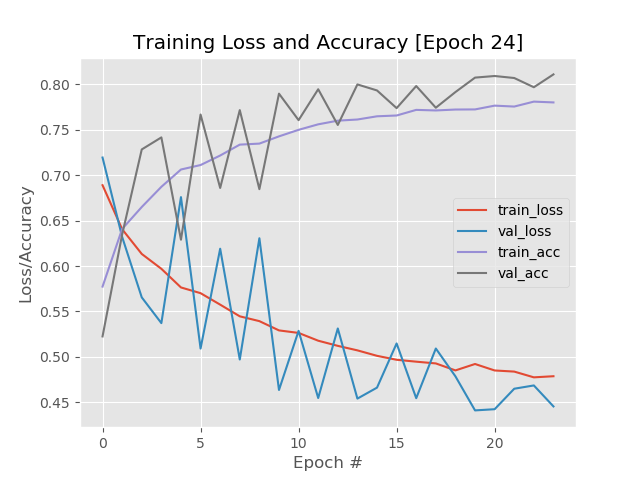 Training Loss and Accuracy [Epoch 24]
0.80
0.75
0.70
0.65
0.60
0.55
0.50
0.45
Loss/Accuracy
train_loss
val_loss
train_acc
val_acc
0 5 10 15 20
Epoch #